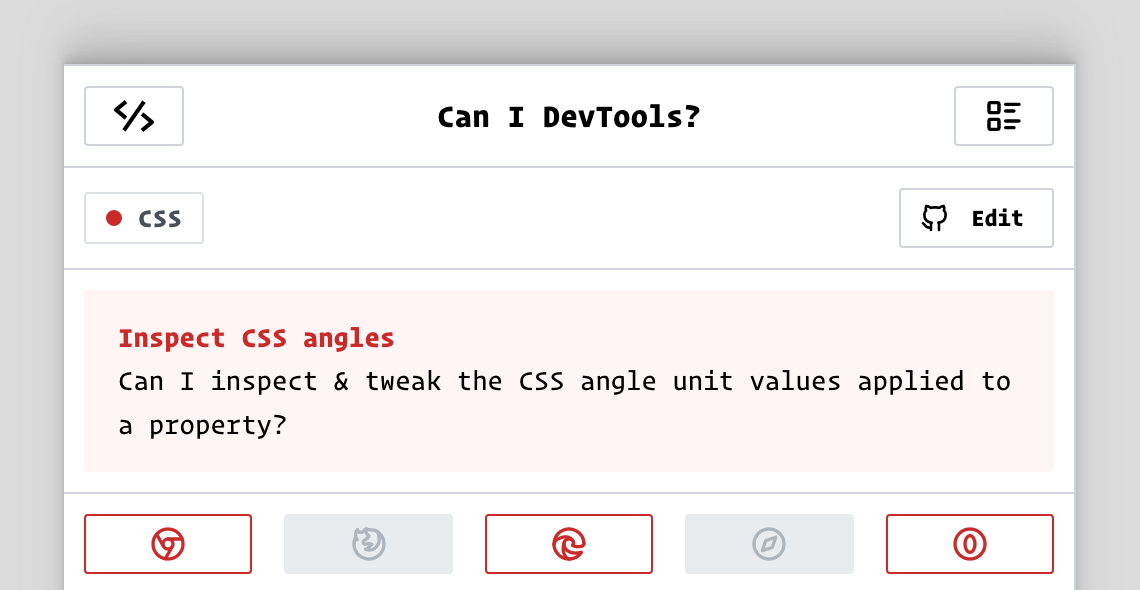 Can I DevTools?
CSS
Edit
Inspect CSS angles
Can I inspect & tweak the CSS angle unit values applied to
a property?